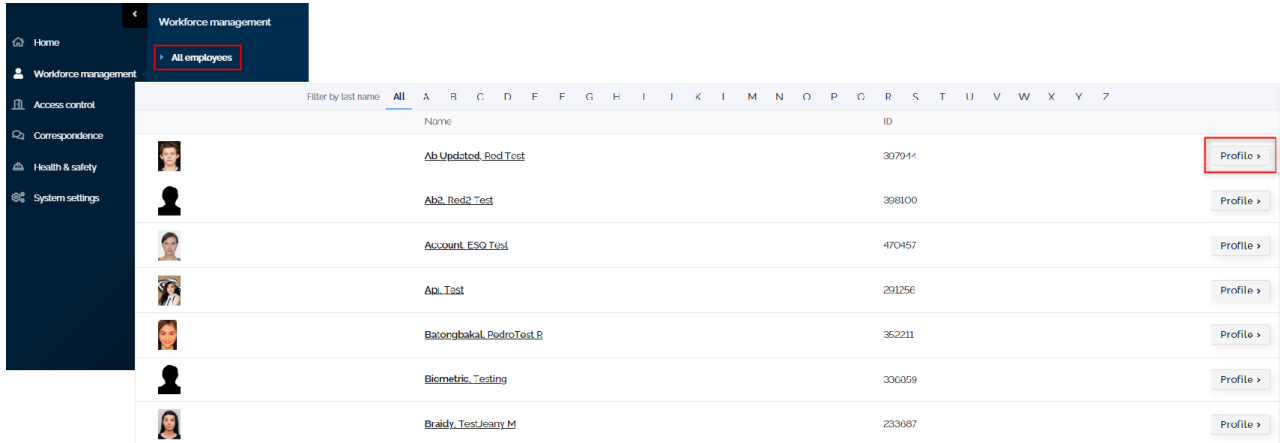 Workforce management
Home
All employees
Workforce management
Filter by last name All A B C D E F G H I J K L M N O P Q R S T U V W X Y Z
Access control
Name ID
Correspondence
Ab Updated, Red Test 307944 Profile ›
Health & safety
System settings
Ab2, Red2 Test 398100 Profile ›
Account, ESQ Test 470457 Profile ›
Api, Test 291256 Profile ›
Batongbakal, PedroTest R 352211 Profile ›
Biometric, Testing 336859 Profile ›
Braidy, TestJeany M 233687 Profile ›